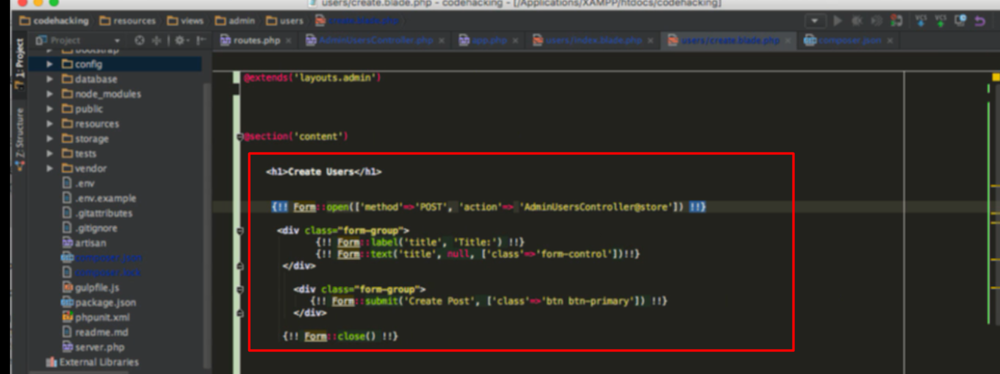 users/create.blade.php - codehacking - [/Applications/XAMPP/htdocs/codehacking]
codehacking resources views admin users create.blade.php
Project
routes.php AdminUsersController.php app.php users/index.blade.php users/create.blade.php composer.json
1: Project
Z: Structure
bootstrap
config
database
node_modules
public
resources
storage
tests
vendor
.env
.env.example
.gitattributes
.gitignore
artisan
composer.json
composer.lock
gulpfile.js
package.json
phpunit.xml
readme.md
server.php
External Libraries
@extends('layouts.admin')
@section('content')
<h1>Create Users</h1>
{!! Form::open(['method'=>'POST', 'action'=> 'AdminUsersController@store']) !!}
<div class="form-group">
{!! Form::label('title', 'Title:') !!}
{!! Form::text('title', null, ['class'=>'form-control'])!!}
</div>
<div class="form-group">
{!! Form::submit('Create Post', ['class'=>'btn btn-primary']) !!}
</div>
{!! Form::close() !!}
VCS VCS